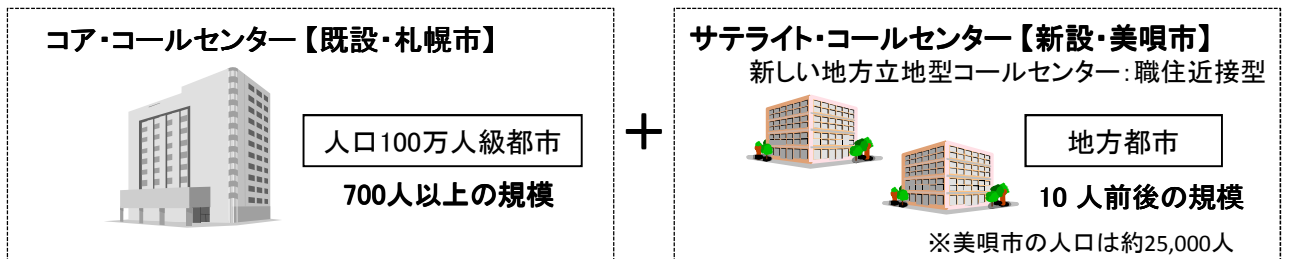 コア・コールセンター【既設・札幌市】
人口100万人級都市
700人以上の規模
＋
サテライト・コールセンター【新設・美唄市】
新しい地方立地型コールセンター：職住近接型
地方都市
10 人前後の規模
※美唄市の人口は約25,000人